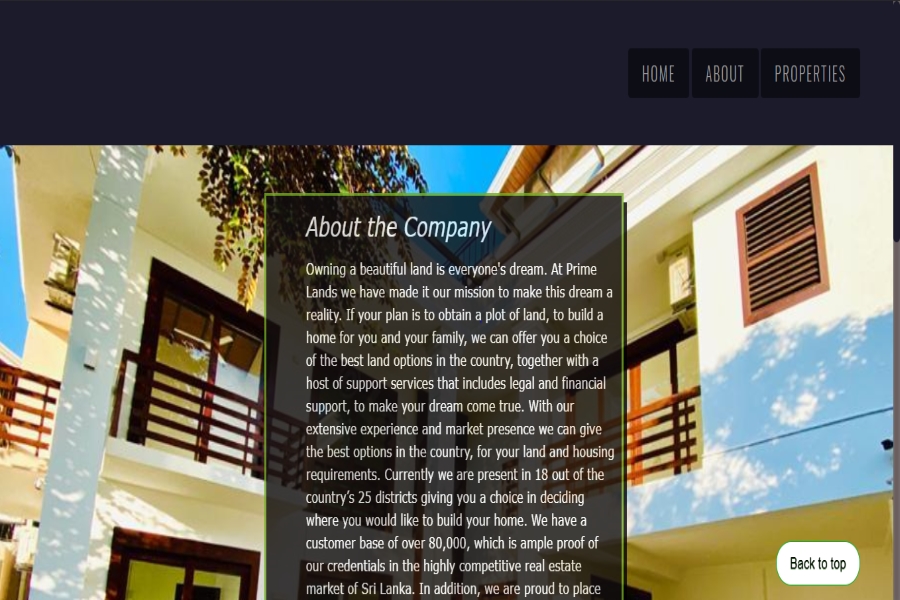 HOME ABOUT PROPERTIES
About the Company
Owning a beautiful land is everyone's dream. At Prime
Lands we have made it our mission to make this dream a
reality. If your plan is to obtain a plot of land, to build a
home for you and your family, we can offer you a choice
of the best land options in the country, together with a
host of support services that includes legal and financial
support, to make your dream come true. With our
extensive experience and market presence we can give
the best options in the country, for your land and housing
requirements. Currently we are present in 18 out of the
country’s 25 districts giving you a choice in deciding
where you would like to build your home. We have a
customer base of over 80,000, which is ample proof of
our credentials in the highly competitive real estate
market of Sri Lanka. In addition, we are proud to place
Back to top